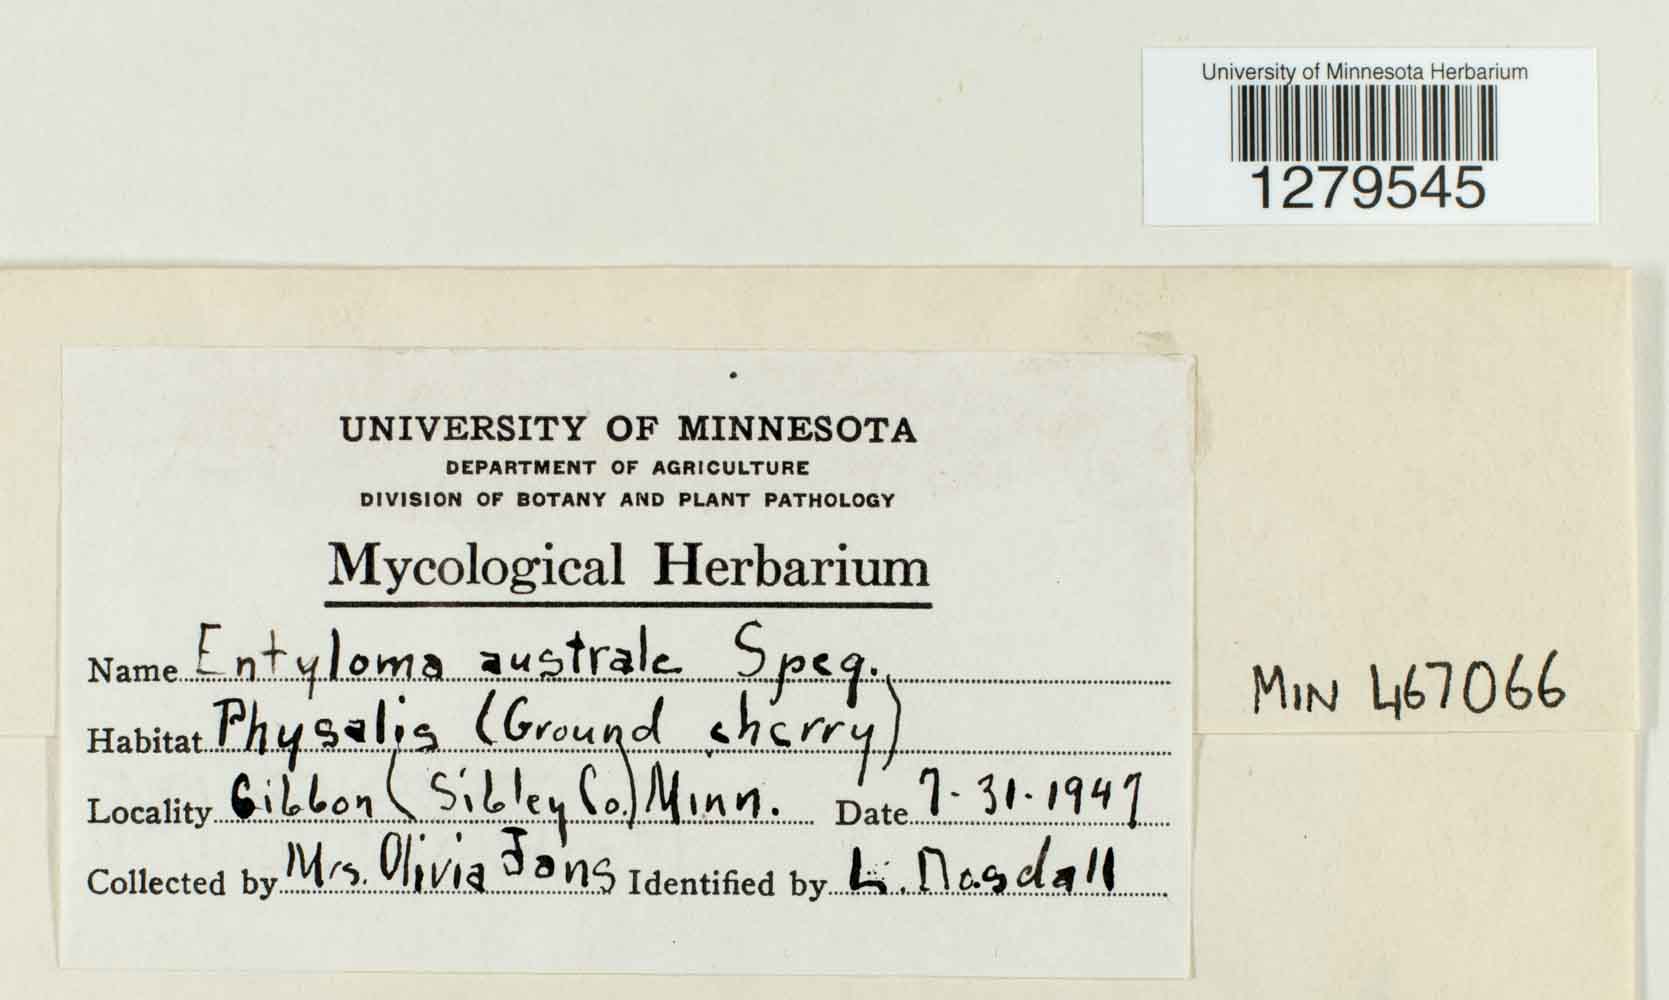 University of Minnesota Herbarium
1279545
UNIVERSITY OF MINNESOTA
DEPARTMENT OF AGRICULTURE
DIVISION OF BOTANY AND PLANT PATHOLOGY
Mycological Herbarium
Name Entyloma australe Speg.
Habitat Physalis (Ground cherry)
Locality Gibbon (Sibley Co.) Minn. Date 7-31-1947
Collected by Mrs. Olivia Jans Identified by L. Nasdall
MIN 467066